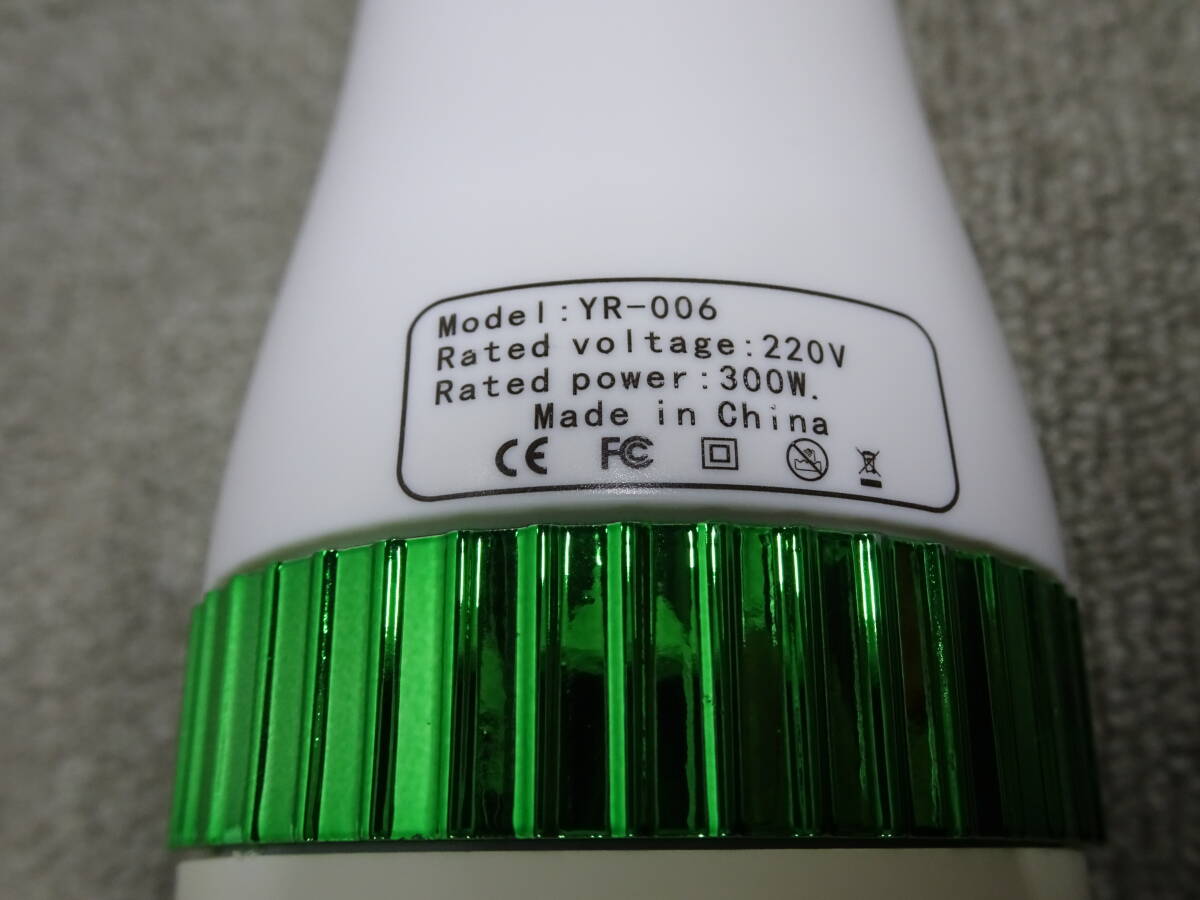 Model:YR-006
Rated voltage:220V
Rated power:300W.
Made in China
CE FC